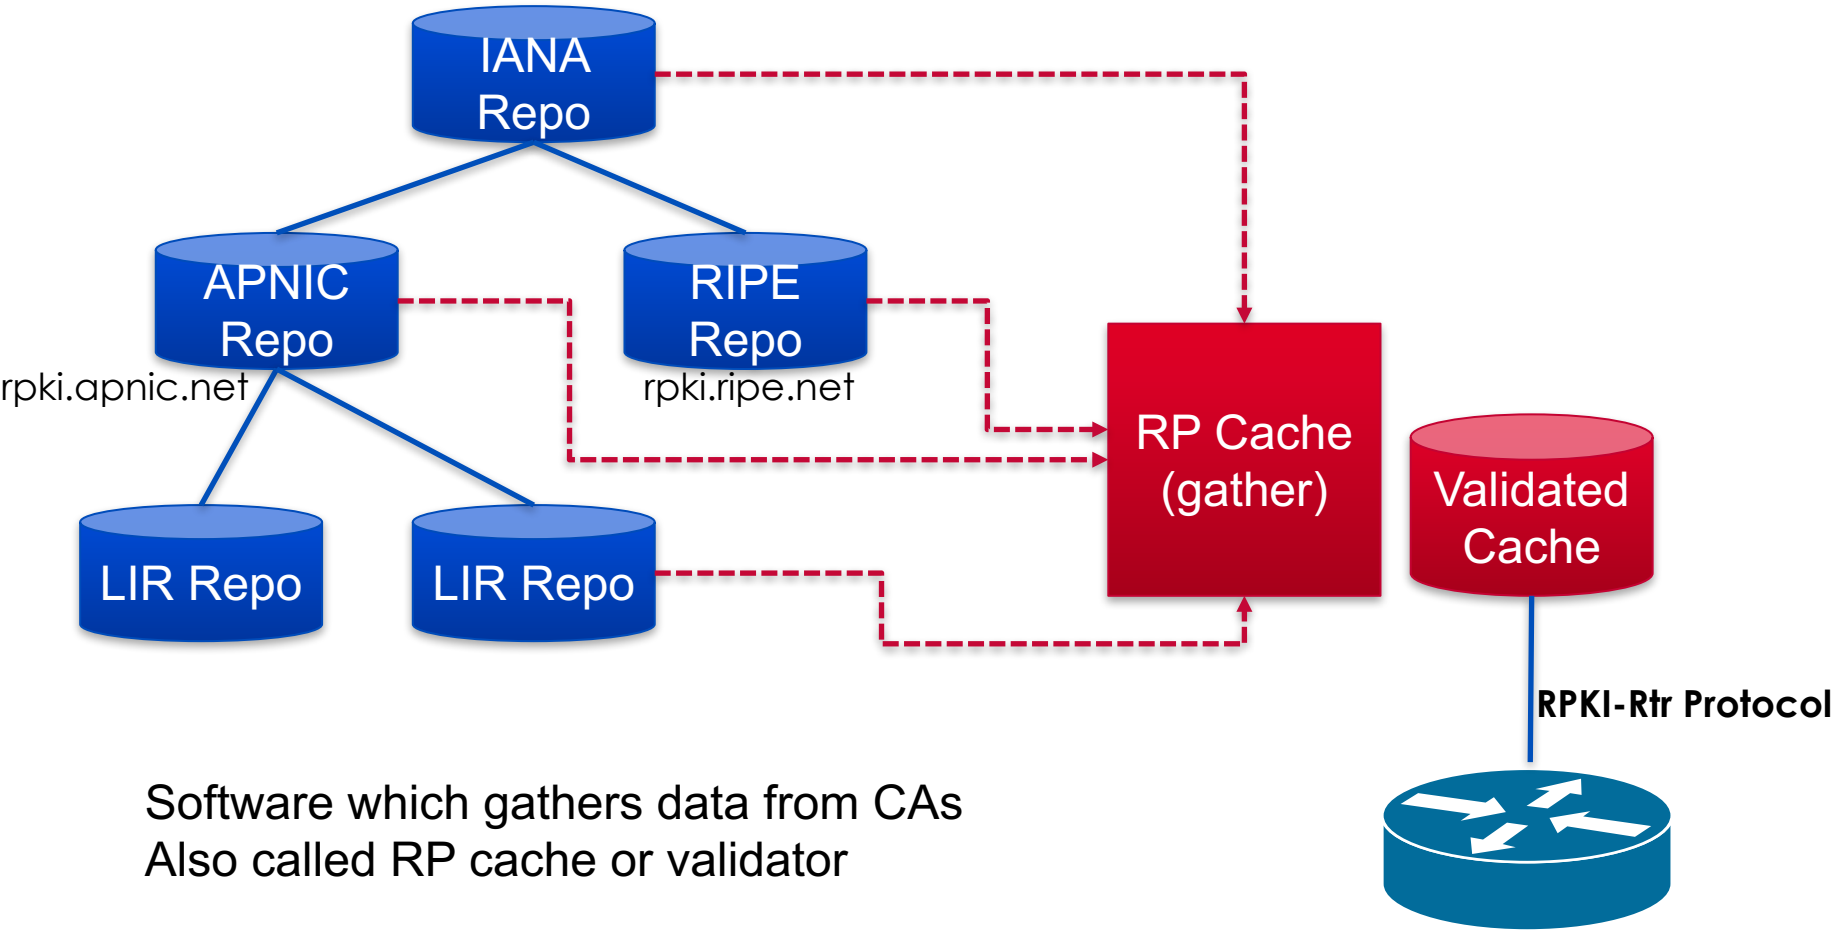 IANA
Repo
APNIC
Repo
rpki.apnic.net
RIPE
Repo
rpki.ripe.net
LIR Repo
LIR Repo
RP Cache
(gather)
Validated
Cache
RPKI-Rtr Protocol
Software which gathers data from CAs
Also called RP cache or validator